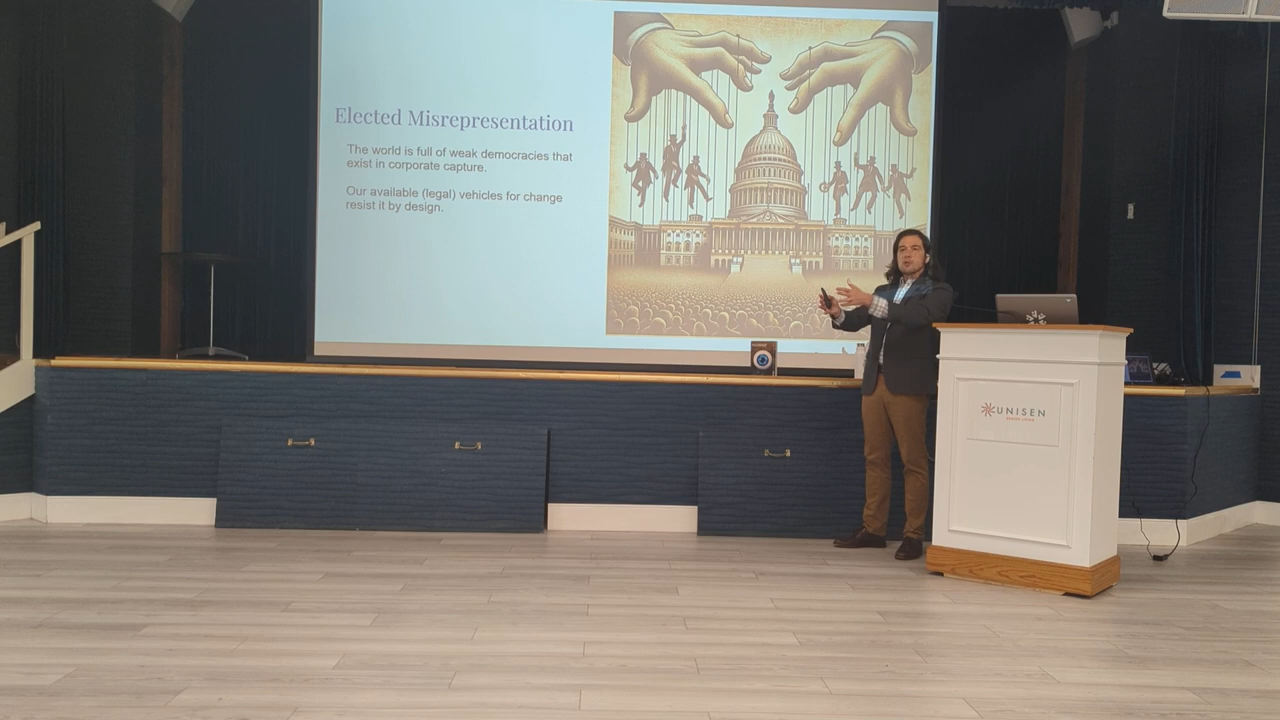 Elected Misrepresentation
The world is full of weak democracies that
exist in corporate capture.
Our available (legal) vehicles for change
resist it by design.
UNISEN